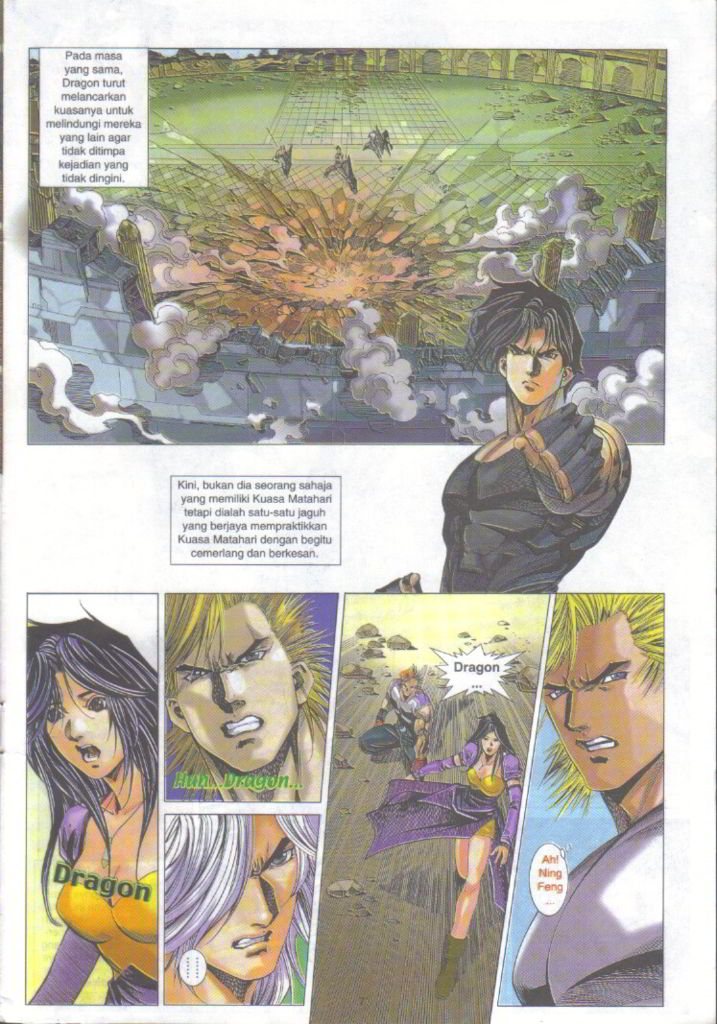 Pada masa
yang sama,
Dragon turut
melancarkan
kuasanya untuk
melindungi mereka
yang lain agar
tidak ditimpa
kejadian yang
tidak dingini.
Kini, bukan dia seorang sahaja
yang memiliki Kuasa Matahari
tetapi dialah satu-satu jaguh
yang berjaya mempraktikkan
Kuasa Matahari dengan begitu
cemerlang dan berkesan.
Dragon
Huh...Dragon...
......
Dragon
...
Ah!
Ning
Feng
...